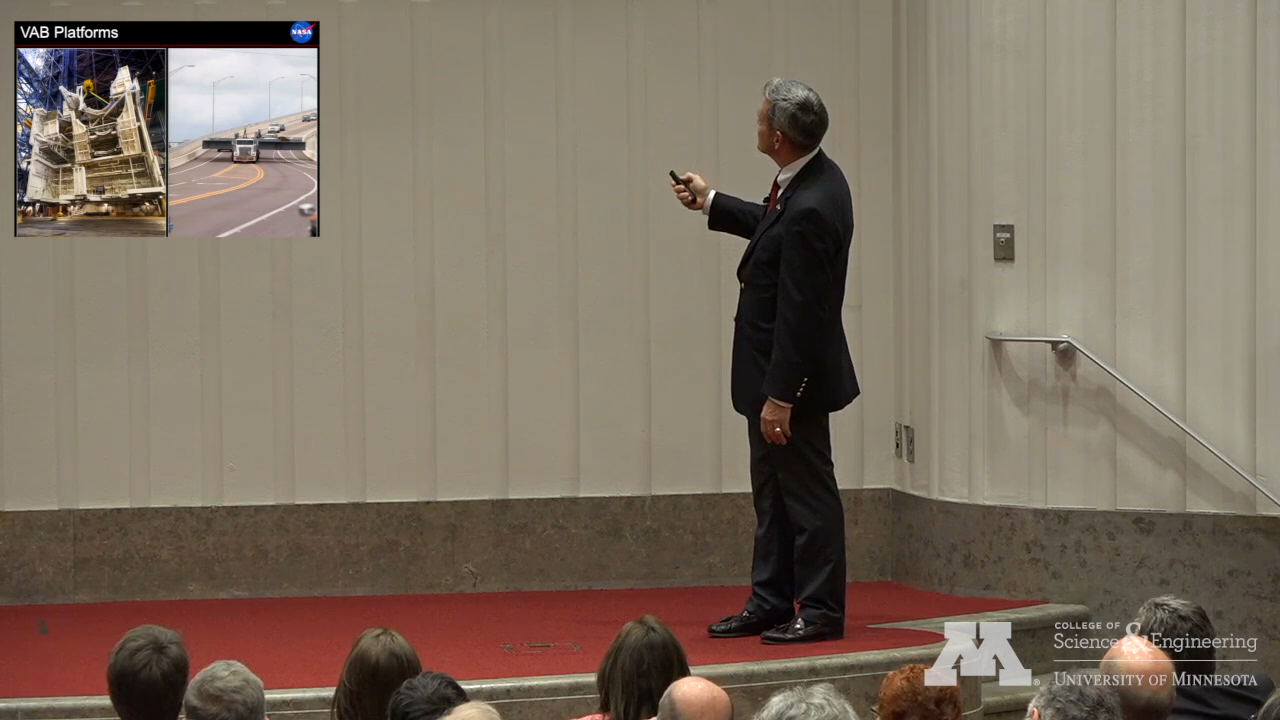 VAB Platforms
NASA
M
COLLEGE OF
Science & Engineering
UNIVERSITY OF MINNESOTA